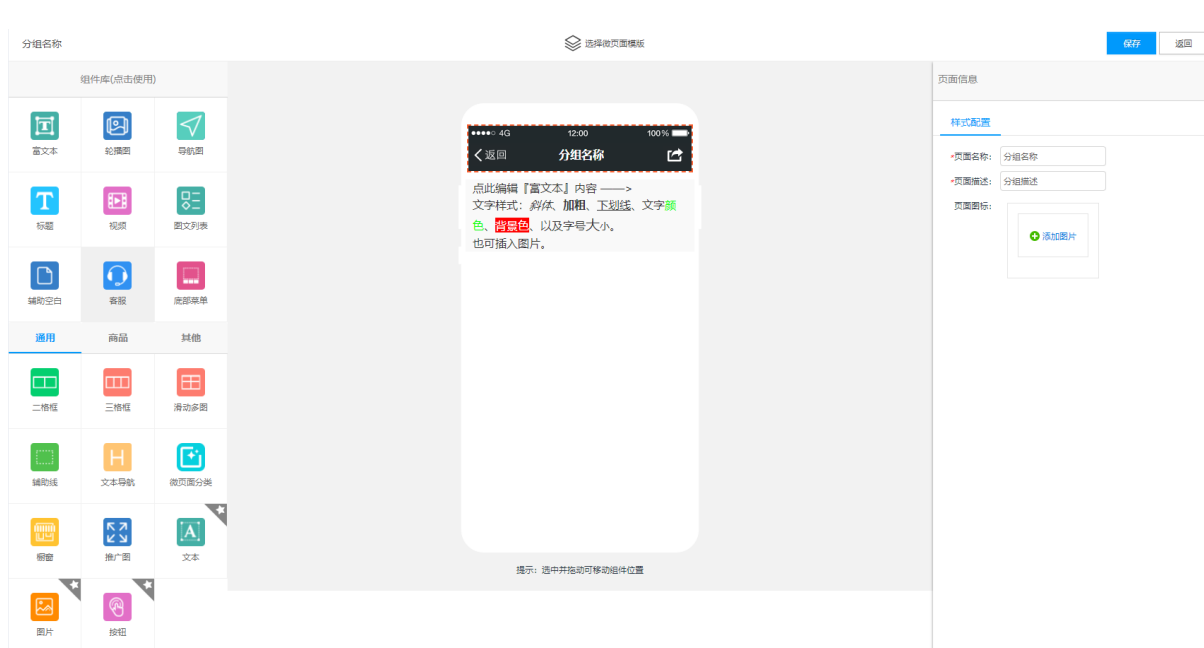 分组名称
选择微页面模版
保存
返回
组件库(点击使用)
富文本
轮播图
导航图
标题
视频
图文列表
辅助空白
客服
底部菜单
通用
商品
其他
二格框
三格框
滑动多图
辅助线
文本导航
微页面分类
橱窗
推广图
文本
图片
按钮
4G 12:00 100%
返回 分组名称
点此编辑『富文本』内容 ——>
文字样式：斜体、加粗、下划线、文字颜
色、背景色、以及字号大小。
也可插入图片。
提示：选中并拖动可移动组件位置
页面信息
样式配置
*页面名称： 分组名称
*页面描述： 分组描述
页面图标：
添加图片